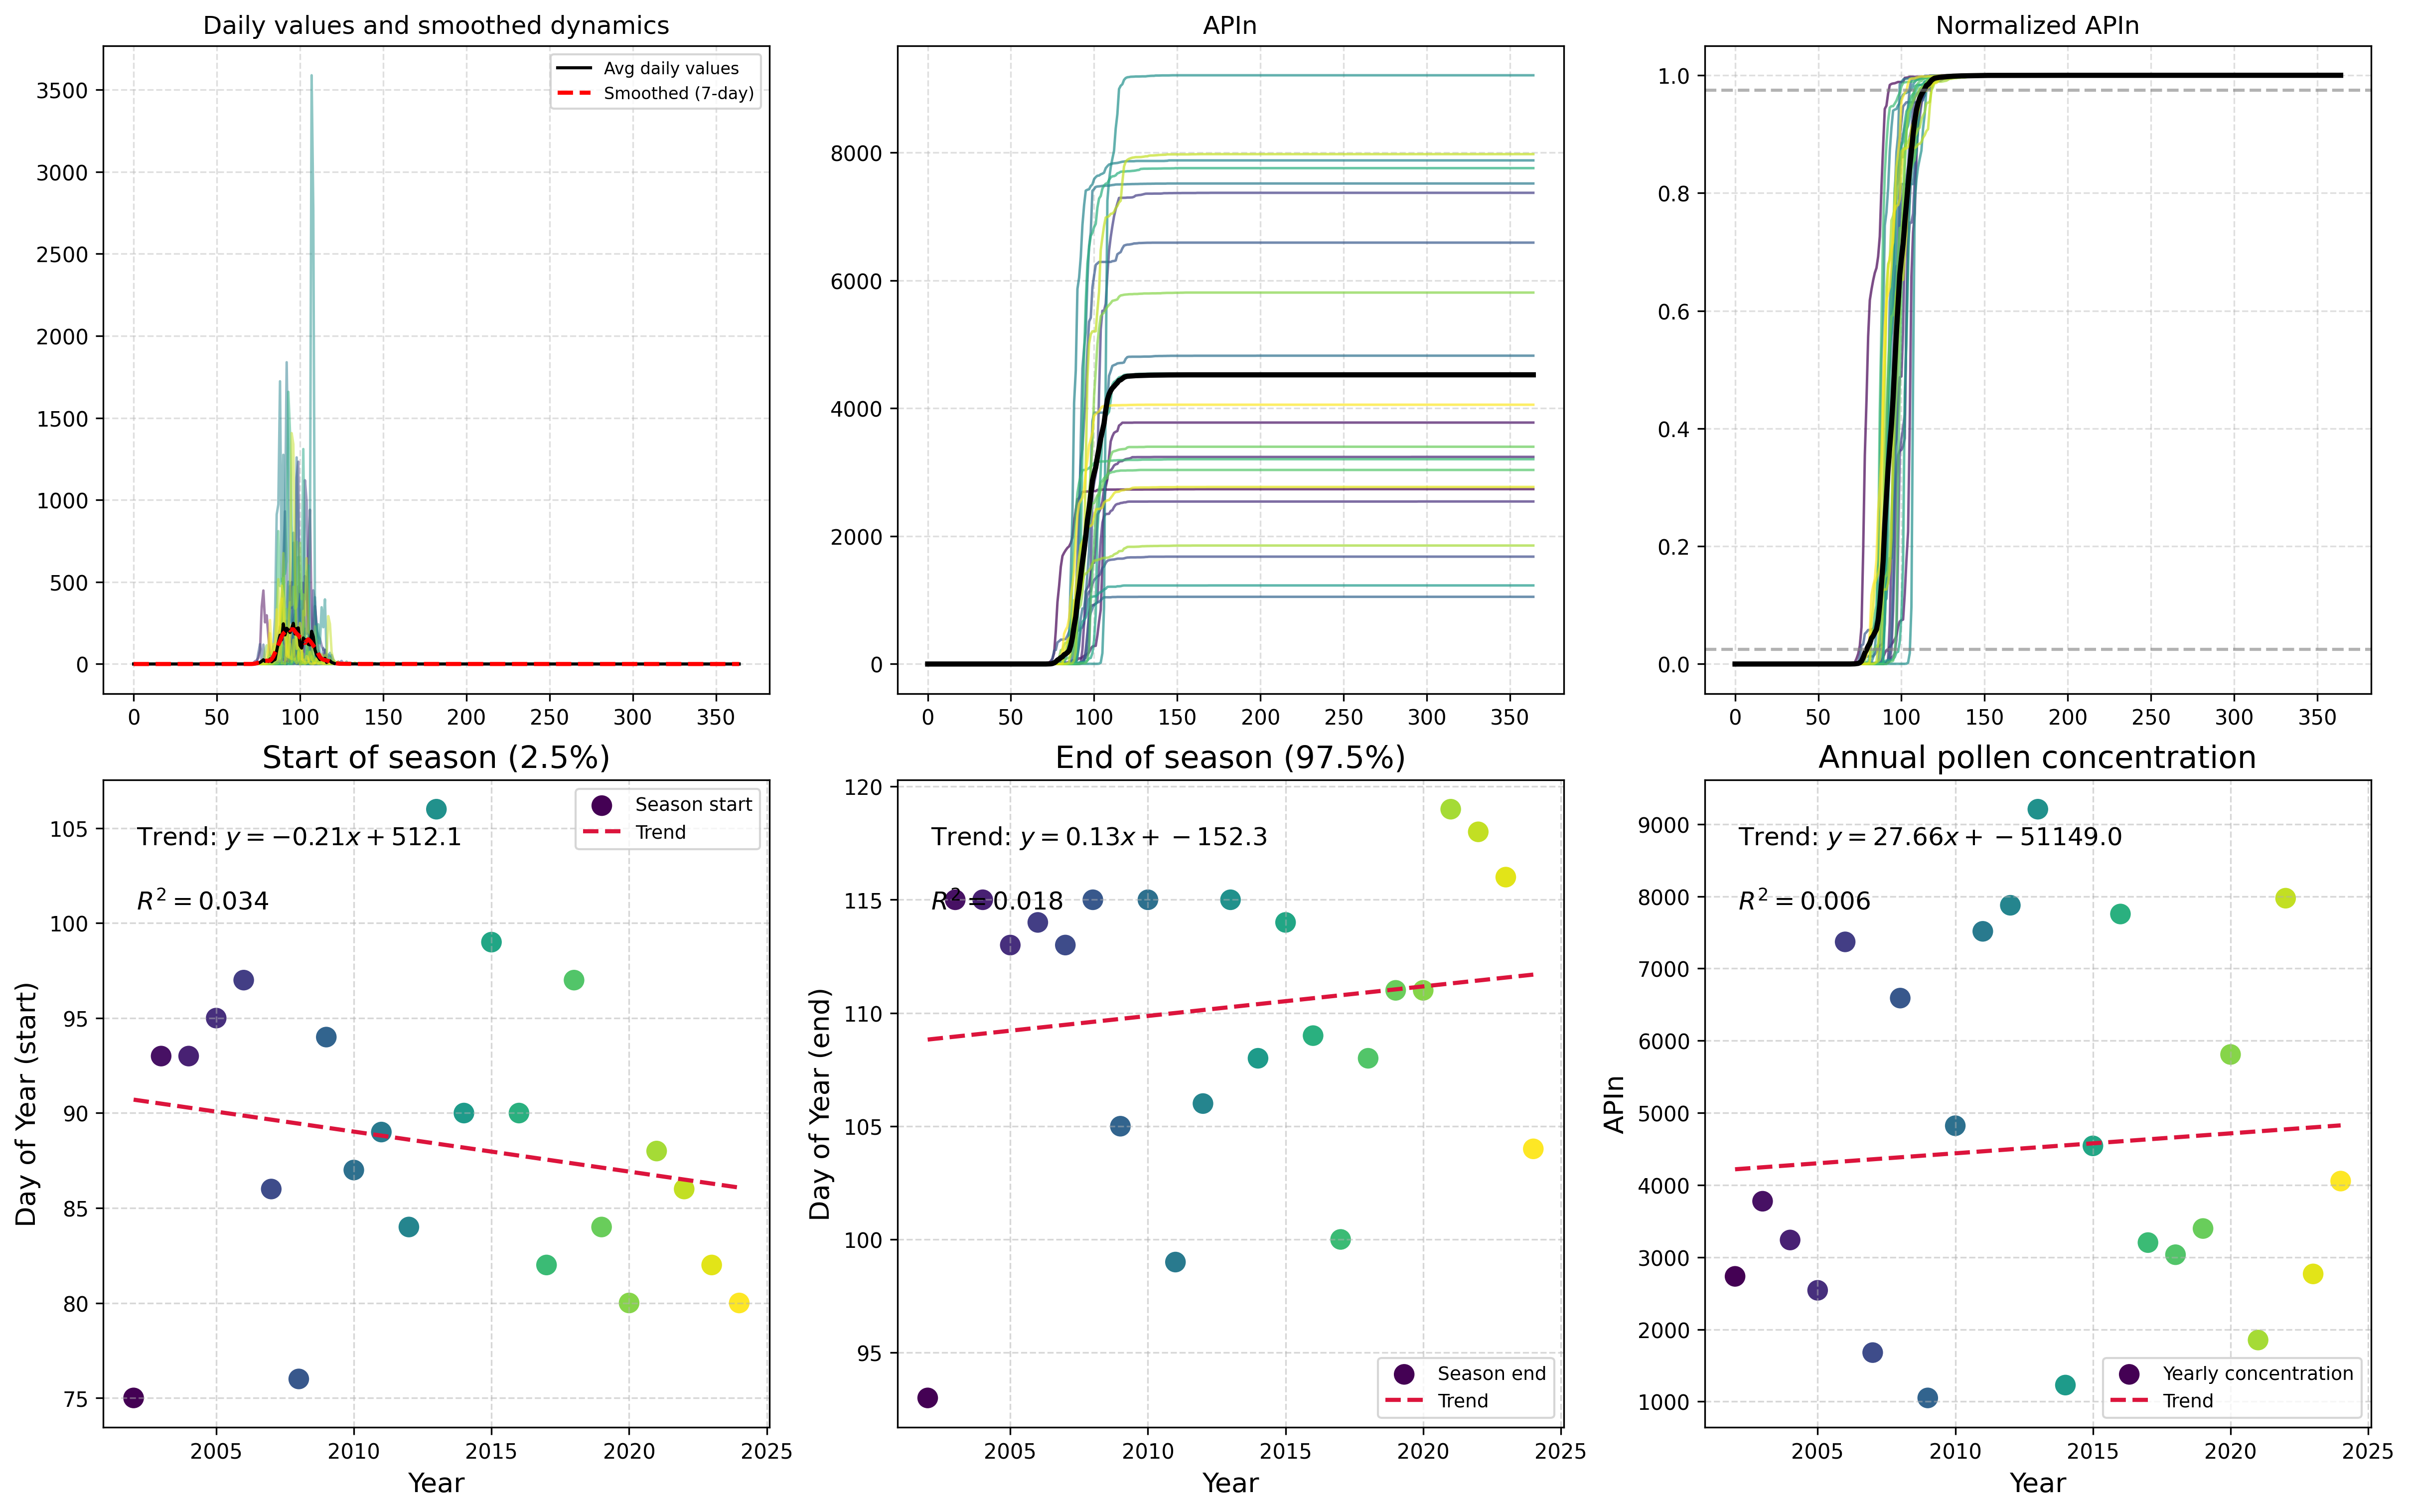 Daily values and smoothed dynamics
Avg daily values
Smoothed (7-day)
3500
3000
2500
2000
1500
1000
500
0
0 50 100 150 200 250 300 350
APIn
8000
6000
4000
2000
0
0 50 100 150 200 250 300 350
Normalized APIn
1.0
0.8
0.6
0.4
0.2
0.0
0 50 100 150 200 250 300 350
Start of season (2.5%)
Season start
Trend
Trend: y = −0.21x + 512.1
R² = 0.034
Day of Year (start)
105
100
95
90
85
80
75
2005 2010 2015 2020 2025
Year
End of season (97.5%)
Trend: y = 0.13x + −152.3
R² = 0.018
Day of Year (end)
120
115
110
105
100
95
Season end
Trend
2005 2010 2015 2020 2025
Year
Annual pollen concentration
Trend: y = 27.66x + −51149.0
R² = 0.006
APIn
9000
8000
7000
6000
5000
4000
3000
2000
1000
Yearly concentration
Trend
2005 2010 2015 2020 2025
Year